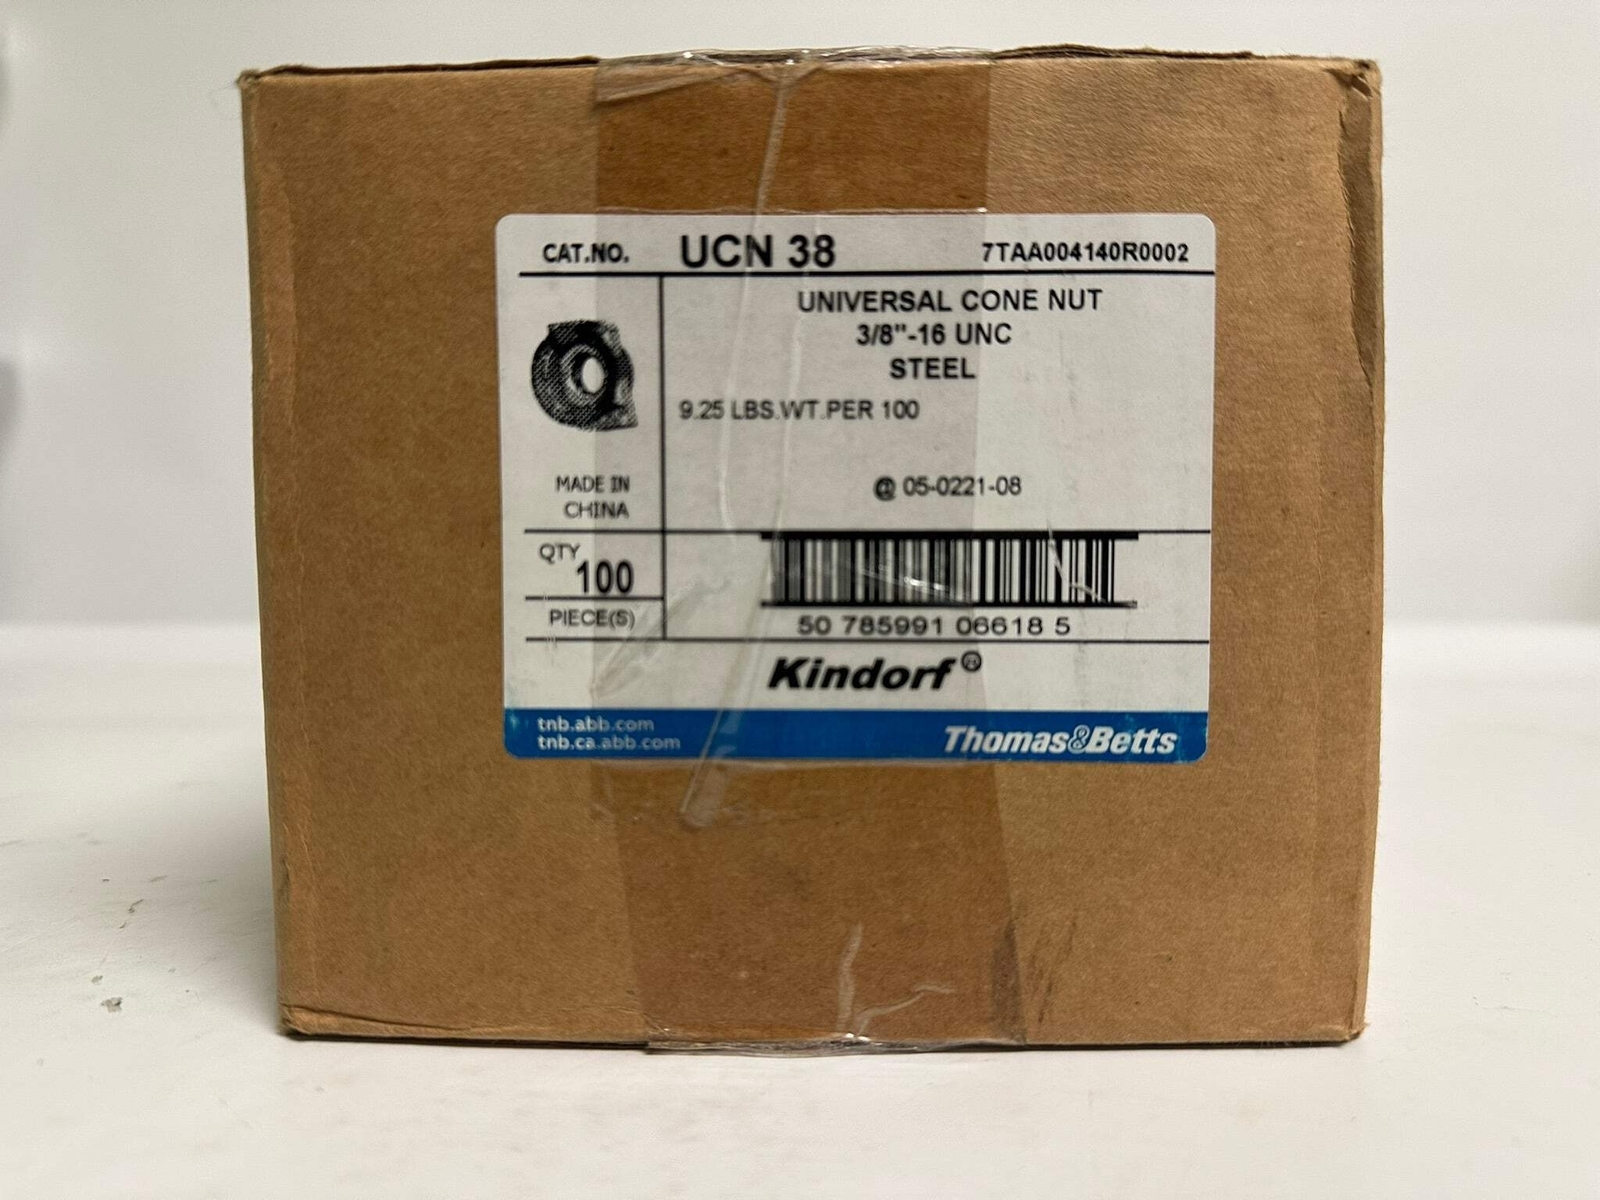 CAT.NO. UCN 38 7TAA004140R0002
UNIVERSAL CONE NUT
3/8"-16 UNC
STEEL
9.25 LBS.WT.PER 100
MADE IN
CHINA
@ 05-0221-08
QTY
100
PIECE(S)
50 785991 06618 5
Kindorf®
tnb.abb.com
tnb.ca.abb.com
Thomas&Betts